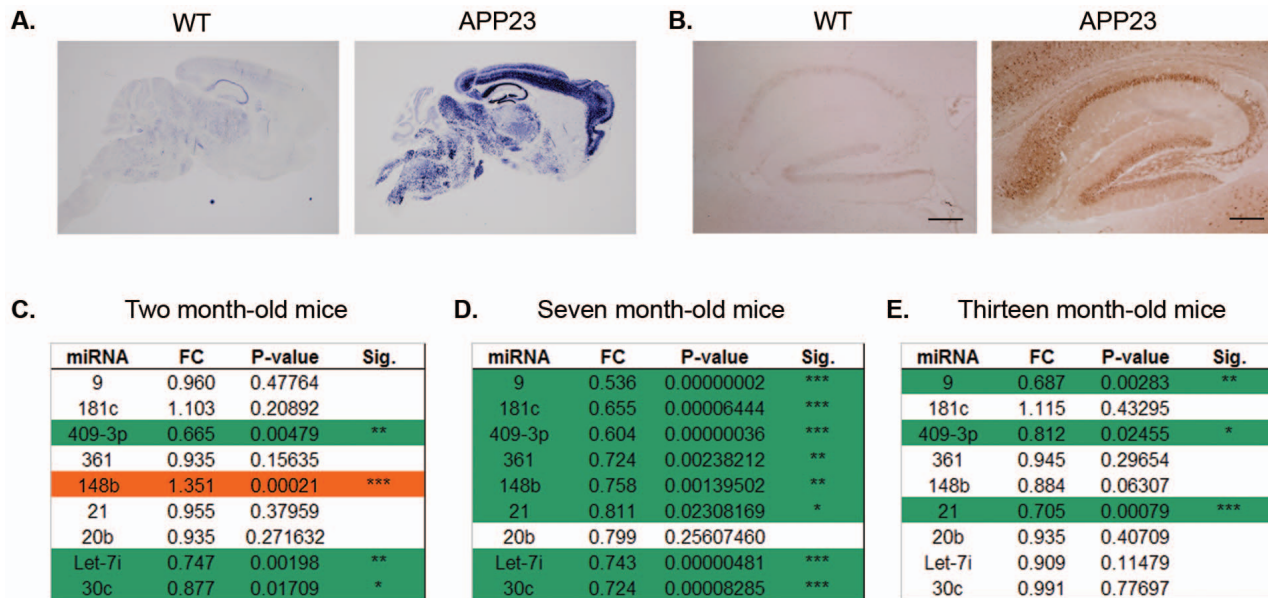 A. WT APP23 B. WT APP23
C. Two month-old mice
miRNA FC P-value Sig.
9 0.960 0.47764
181c 1.103 0.20892
409-3p 0.665 0.00479 **
361 0.935 0.15635
148b 1.351 0.00021 ***
21 0.955 0.37959
20b 0.935 0.271632
Let-7i 0.747 0.00198 **
30c 0.877 0.01709 *
D. Seven month-old mice
miRNA FC P-value Sig.
9 0.536 0.00000002 ***
181c 0.655 0.00006444 ***
409-3p 0.604 0.00000036 ***
361 0.724 0.00238212 **
148b 0.758 0.00139502 **
21 0.811 0.02308169 *
20b 0.799 0.25607460
Let-7i 0.743 0.00000481 ***
30c 0.724 0.00008285 ***
E. Thirteen month-old mice
miRNA FC P-value Sig.
9 0.687 0.00283 **
181c 1.115 0.43295
409-3p 0.812 0.02455 *
361 0.945 0.29654
148b 0.884 0.06307
21 0.705 0.00079 ***
20b 0.935 0.40709
Let-7i 0.909 0.11479
30c 0.991 0.77697